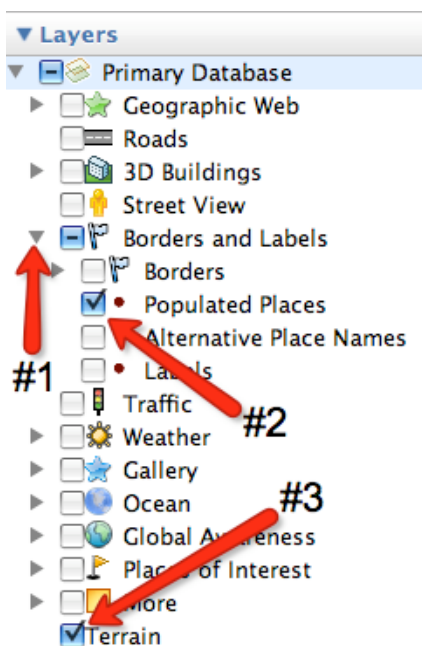 Layers
Primary Database
Geographic Web
Roads
3D Buildings
Street View
Borders and Labels
Borders
Populated Places
Alternative Place Names
Labels
#1
Traffic
#2
Weather
Gallery
Ocean
#3
Global Awareness
Places of Interest
More
Terrain